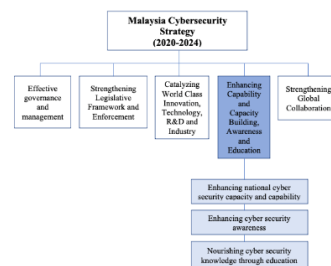 Malaysia Cybersecurity
Strategy
(2020-2024)
Effective
governance
and
management
Strengthening
Legislative
Framework and
Enforcement
Catalyzing
World Class
Innovation,
Technology,
R&D and
Industry
Enhancing
Capability
and
Capacity
Building,
Awareness
and
Education
Strengthening
Global
Collaboration
Enhancing national cyber
security capacity and capability
Enhancing cyber security
awareness
Nourishing cyber security
knowledge through education